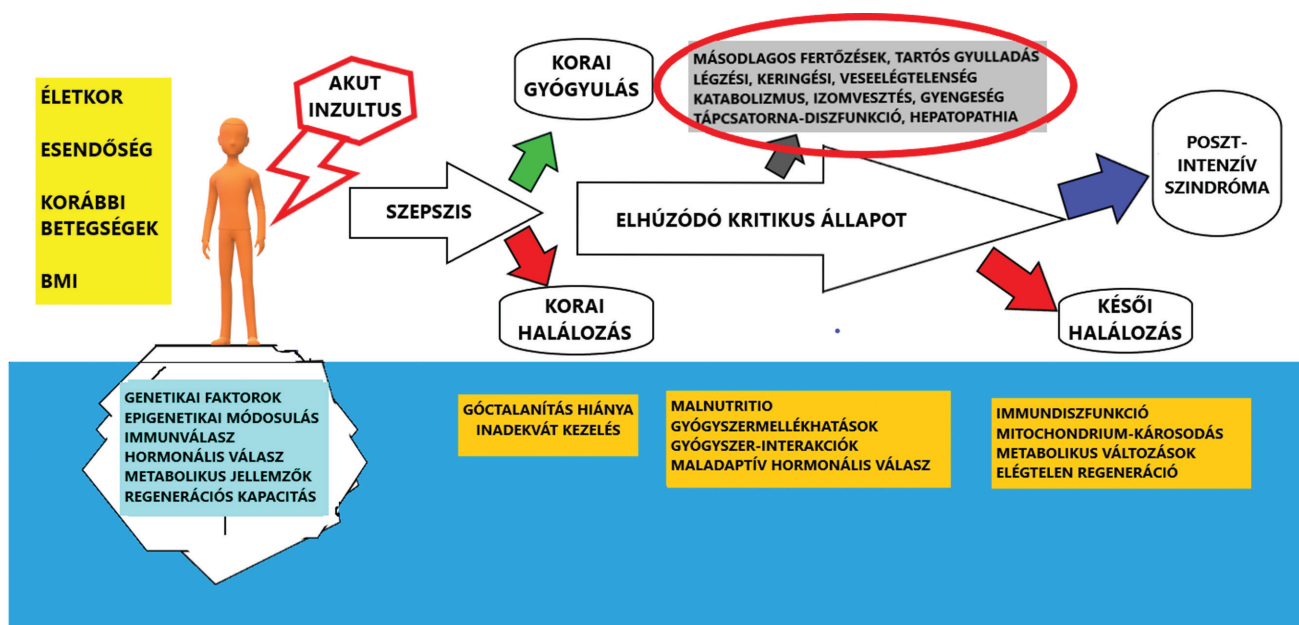 ÉLETKOR
ESENDŐSÉG
KORÁBBI
BETEGSÉGEK
BMI
AKUT
INZULTUS
SZEPSZIS
KORAI
GYÓGYULÁS
KORAI
HALÁLOZÁS
MÁSODLAGOS FERTŐZÉSEK, TARTÓS GYULLADÁS
LÉGZÉSI, KERINGÉSI, VESEELÉGTELENSÉG
KATABOLIZMUS, IZOMVESZTÉS, GYENGESÉG
TÁPCSATORNA-DISZFUNKCIÓ, HEPATOPATHIA
ELHÚZÓDÓ KRITIKUS ÁLLAPOT
POSZT-
INTENZÍV
SZINDRÓMA
KÉSŐI
HALÁLOZÁS
GENETIKAI FAKTOROK
EPIGENETIKAI MÓDOSULÁS
IMMUNVÁLASZ
HORMONÁLIS VÁLASZ
METABOLIKUS JELLEMZŐK
REGENERÁCIÓS KAPACITÁS
GÓCTALANÍTÁS HIÁNYA
INADEKVÁT KEZELÉS
MALNUTRITIO
GYÓGYSZERMELLÉKHATÁSOK
GYÓGYSZER-INTERAKCIÓK
MALADAPTÍV HORMONÁLIS VÁLASZ
IMMUNDISZFUNKCIÓ
MITOCHONDRIUM-KÁROSODÁS
METABOLIKUS VÁLTOZÁSOK
ELÉGTELEN REGENERÁCIÓ